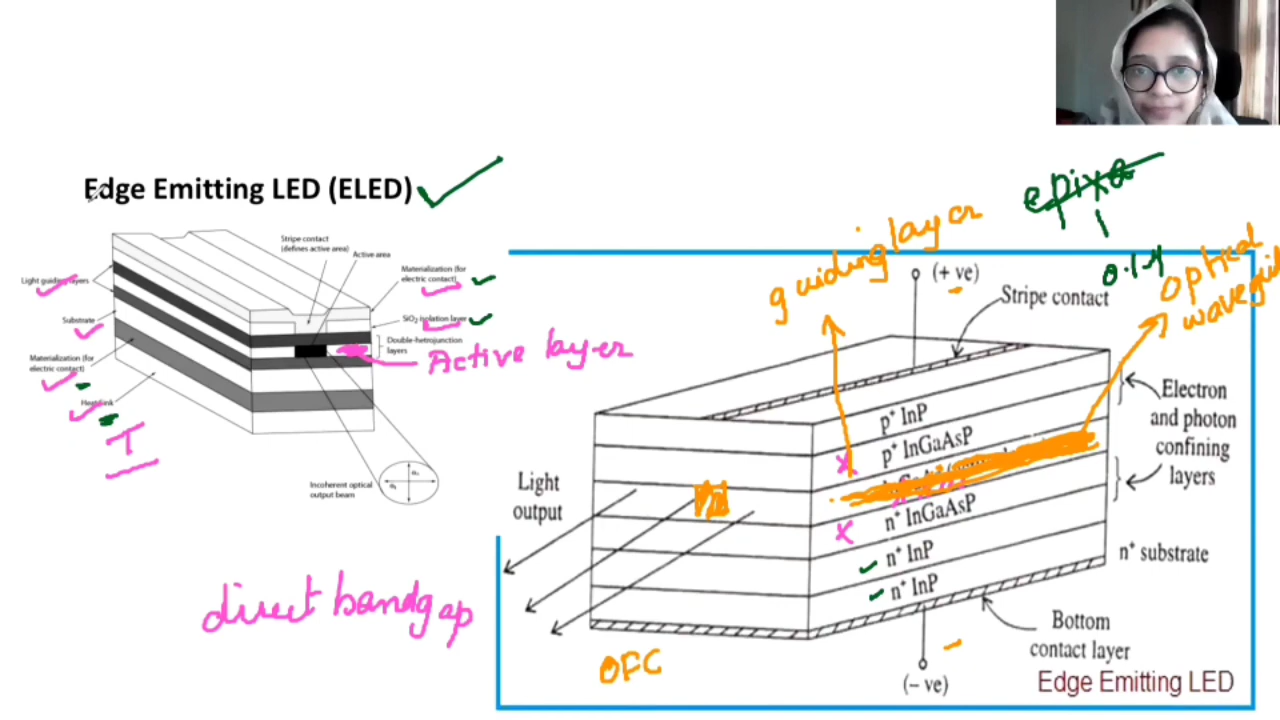 Edge Emitting LED (ELED)
Stripe contact
(defines active area)
Active area
Light guiding layers
Materialization (for
electric contact)
Substrate
SiO₂ isolation layer
Double-hetrojunction
layers
Materialization (for
electric contact)
Heat sink
Active layer
T
Incoherent optical
output beam
direct bandgap
guiding layer
0.1
Optical
(+ ve)
Stripe contact
p⁺ InP
p⁺ InGaAsP
n⁺ InGaAsP
n⁺ InP
n⁺ InP
Electron
and photon
confining
layers
Light
output
n⁺ substrate
OFC
Bottom
contact layer
(– ve)
Edge Emitting LED